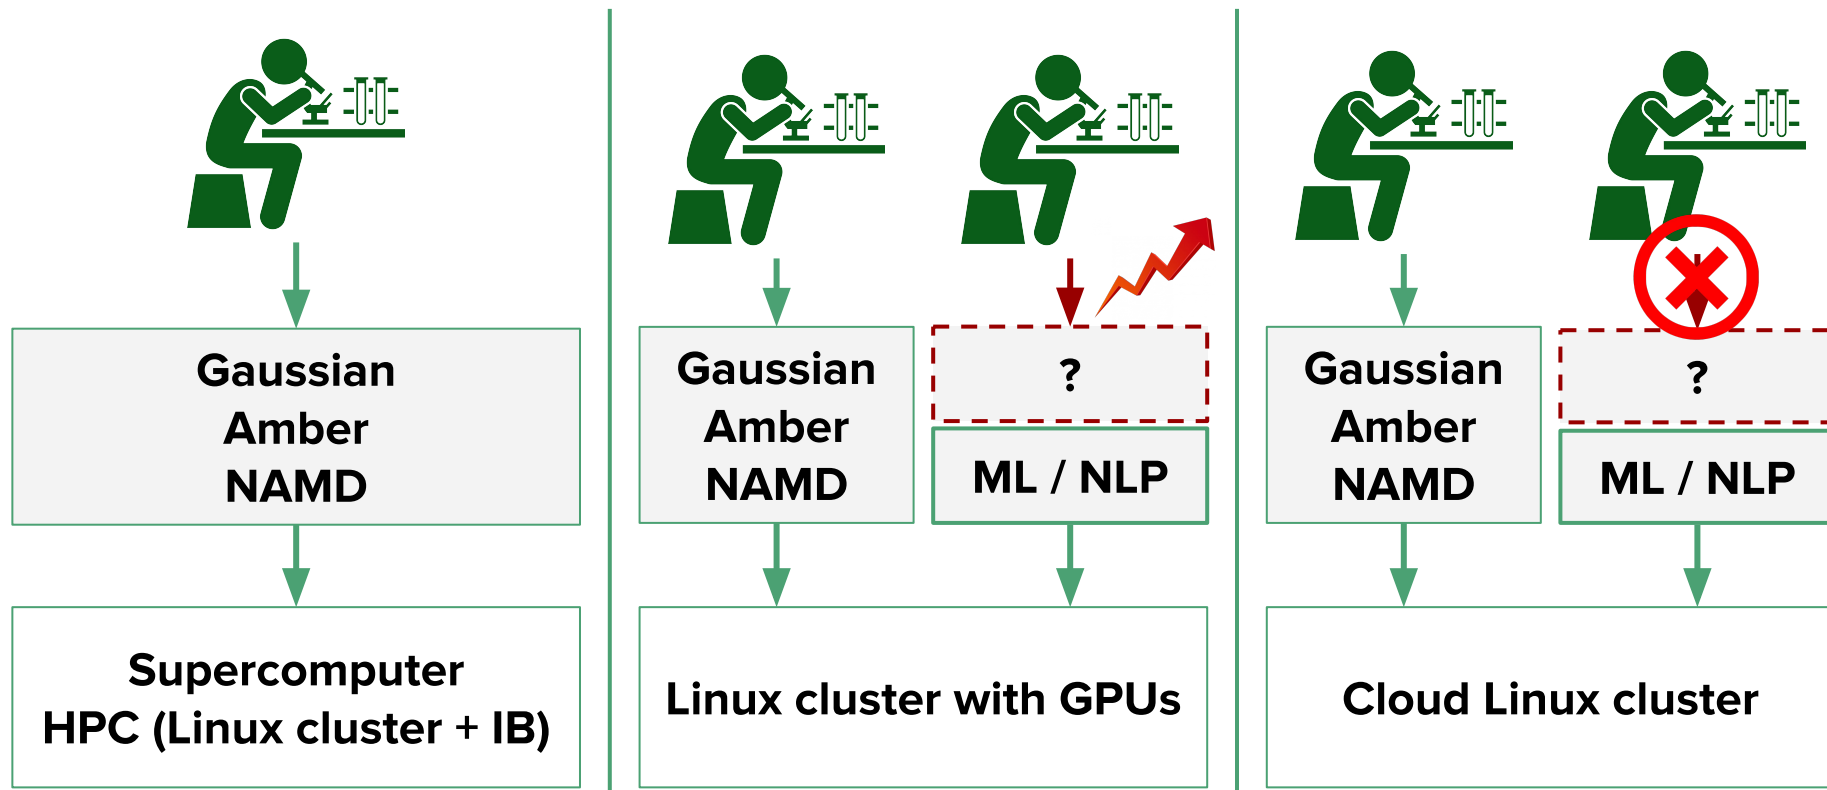 Gaussian
Amber
NAMD
Supercomputer
HPC (Linux cluster + IB)
Gaussian
Amber
NAMD
?
ML / NLP
Linux cluster with GPUs
Gaussian
Amber
NAMD
?
ML / NLP
Cloud Linux cluster